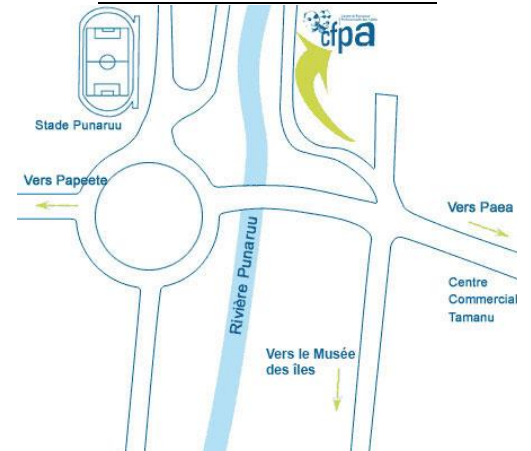 cfpa
Stade Punaruu
Vers Papeete
Vers Paea
Rivière Punaruu
Centre
Commercial
Tamanu
Vers le Musée
des îles